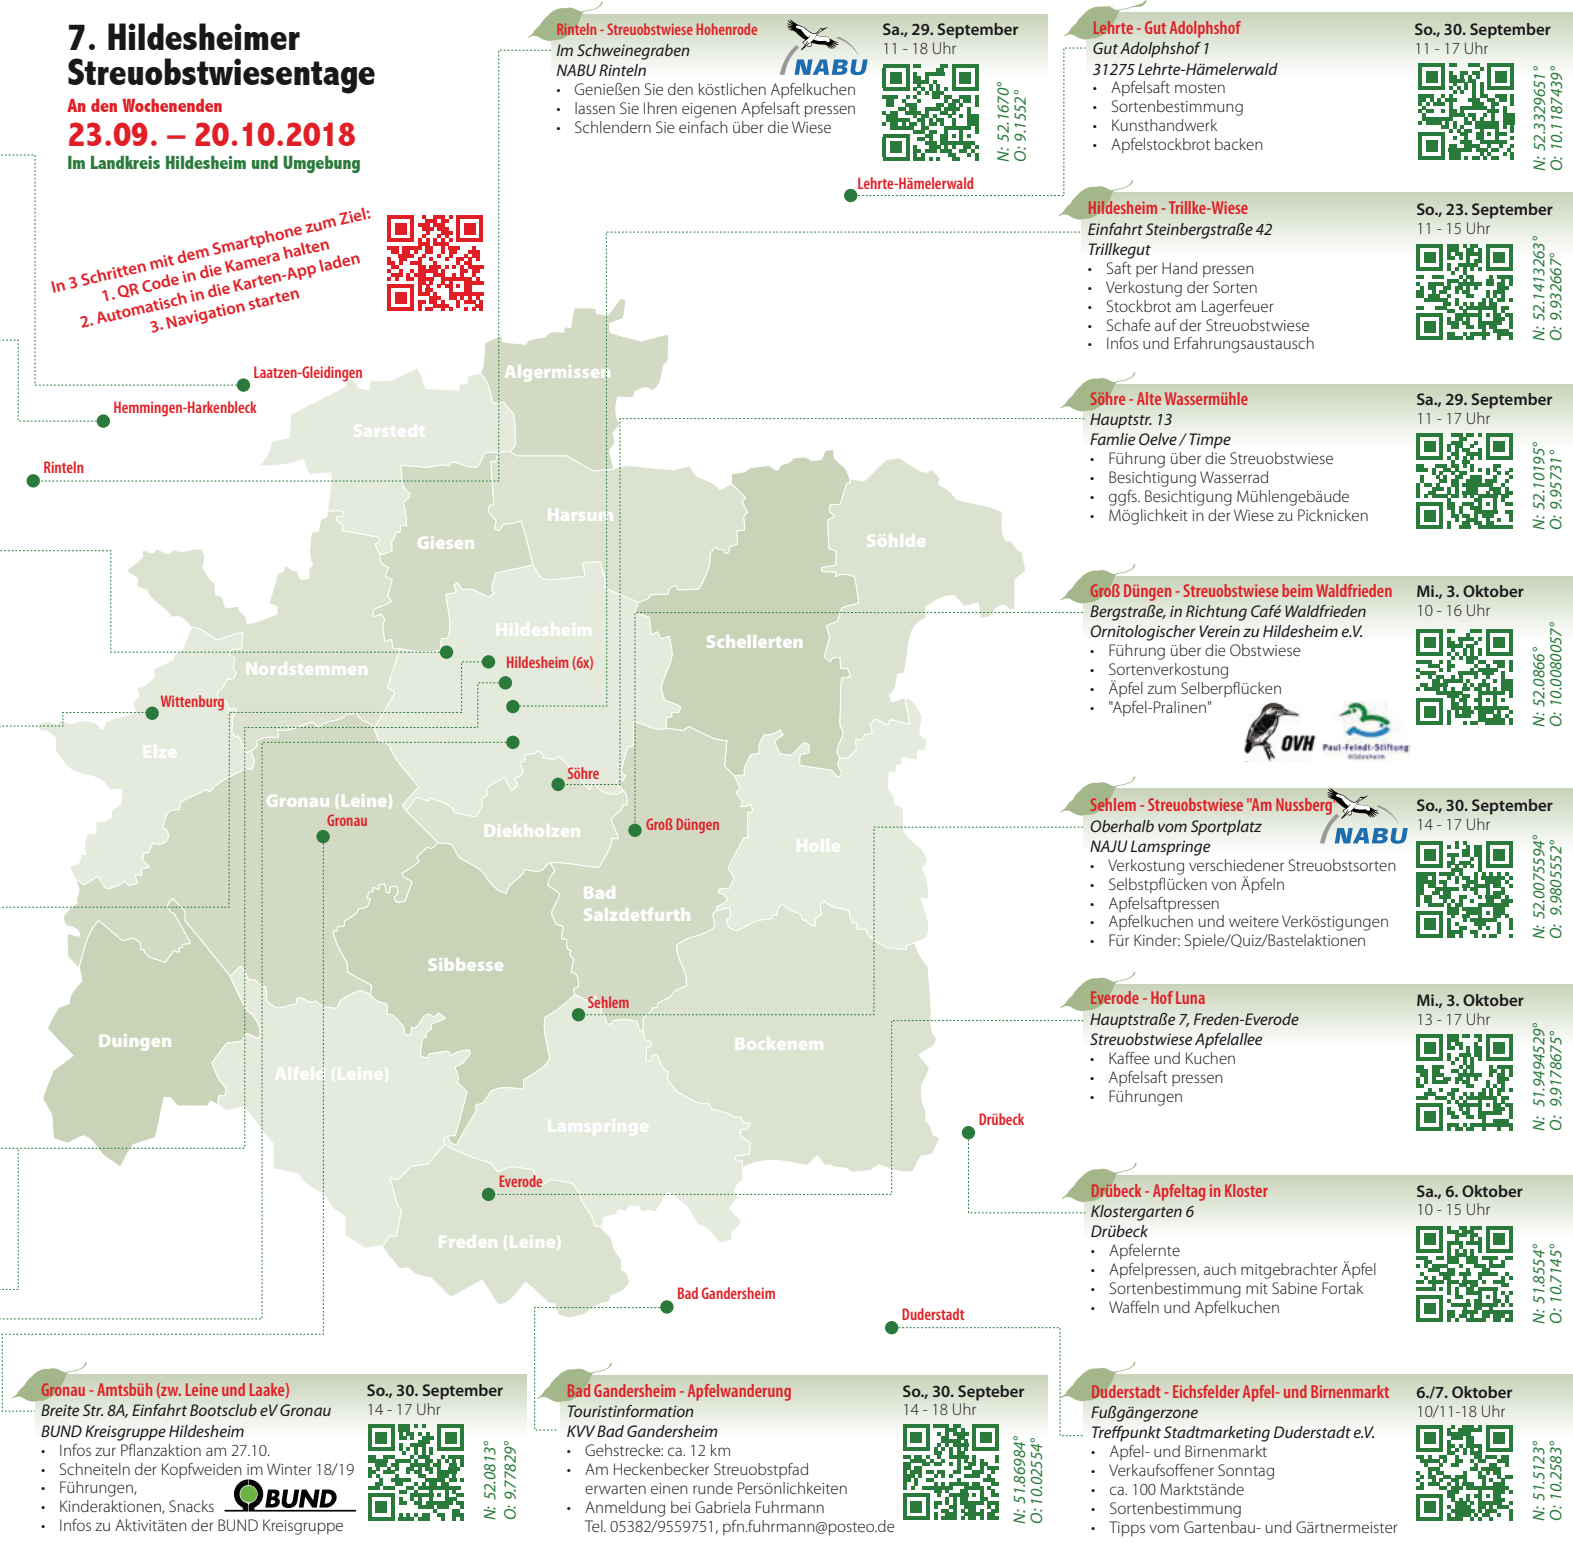 7. Hildesheimer
Streuobstwiesentage
An den Wochenenden
23.09. – 20.10.2018
Im Landkreis Hildesheim und Umgebung
In 3 Schritten mit dem Smartphone zum Ziel:
1. QR Code in die Kamera halten
2. Automatisch in die Karten-App laden
3. Navigation starten
Rinteln - Streuobstwiese Hohenrode
Im Schweinegraben
NABU Rinteln
• Genießen Sie den köstlichen Apfelkuchen
• lassen Sie Ihren eigenen Apfelsaft pressen
• Schlendern Sie einfach über die Wiese
NABU
Sa., 29. September
11 - 18 Uhr
N: 52.1670°
O: 9.1552°
Lehrte - Gut Adolphshof
Gut Adolphshof 1
31275 Lehrte-Hämelerwald
• Apfelsaft mosten
• Sortenbestimmung
• Kunsthandwerk
• Apfelstockbrot backen
So., 30. September
11 - 17 Uhr
N: 52.3329651°
O: 10.1187439°
Hildesheim - Trillke-Wiese
Einfahrt Steinbergstraße 42
Trillkegut
• Saft per Hand pressen
• Verkostung der Sorten
• Stockbrot am Lagerfeuer
• Schafe auf der Streuobstwiese
• Infos und Erfahrungsaustausch
So., 23. September
11 - 15 Uhr
N: 52.1413263°
O: 9.932667°
Söhre - Alte Wassermühle
Hauptstr. 13
Famlie Oelve / Timpe
• Führung über die Streuobstwiese
• Besichtigung Wasserrad
• ggfs. Besichtigung Mühlengebäude
• Möglichkeit in der Wiese zu Picknicken
Sa., 29. September
11 - 17 Uhr
N: 52.10195°
O: 9.95731°
Groß Düngen - Streuobstwiese beim Waldfrieden
Bergstraße, in Richtung Café Waldfrieden
Ornitologischer Verein zu Hildesheim e.V.
• Führung über die Obstwiese
• Sortenverkostung
• Äpfel zum Selberpflücken
• "Apfel-Pralinen"
OVH
Paul-Feindt-Stiftung
Hildesheim
Mi., 3. Oktober
10 - 16 Uhr
N: 52.0866°
O: 10.0080057°
Sehlem - Streuobstwiese "Am Nussberg"
Oberhalb vom Sportplatz
NAJU Lamspringe
• Verkostung verschiedener Streuobstsorten
• Selbstpflücken von Äpfeln
• Apfelsaftpressen
• Apfelkuchen und weitere Verköstigungen
• Für Kinder: Spiele/Quiz/Bastelaktionen
NABU
So., 30. September
14 - 17 Uhr
N: 52.0075594°
O: 9.9805552°
Everode - Hof Luna
Hauptstraße 7, Freden-Everode
Streuobstwiese Apfelallee
• Kaffee und Kuchen
• Apfelsaft pressen
• Führungen
Mi., 3. Oktober
13 - 17 Uhr
N: 51.9494529°
O: 9.9178675°
Drübeck - Apfeltag in Kloster
Klostergarten 6
Drübeck
• Apfelernte
• Apfelpressen, auch mitgebrachter Äpfel
• Sortenbestimmung mit Sabine Fortak
• Waffeln und Apfelkuchen
Sa., 6. Oktober
10 - 15 Uhr
N: 51.8554°
O: 10.7145°
Duderstadt - Eichsfelder Apfel- und Birnenmarkt
Fußgängerzone
Treffpunkt Stadtmarketing Duderstadt e.V.
• Apfel- und Birnenmarkt
• Verkaufsoffener Sonntag
• ca. 100 Marktstände
• Sortenbestimmung
• Tipps vom Gartenbau- und Gärtnermeister
6./7. Oktober
10/11-18 Uhr
N: 51.5123°
O: 10.2583°
Bad Gandersheim - Apfelwanderung
Touristinformation
KVV Bad Gandersheim
• Gehstrecke: ca. 12 km
• Am Heckenbecker Streuobstpfad
erwarten einen runde Persönlichkeiten
• Anmeldung bei Gabriela Fuhrmann
Tel. 05382/9559751, pfn.fuhrmann@posteo.de
So., 30. Septeber
14 - 18 Uhr
N: 51.86984°
O: 10.02554°
Gronau - Amtsbüh (zw. Leine und Laake)
Breite Str. 8A, Einfahrt Bootsclub eV Gronau
BUND Kreisgruppe Hildesheim
• Infos zur Pflanzaktion am 27.10.
• Schneiteln der Kopfweiden im Winter 18/19
• Führungen,
• Kinderaktionen, Snacks
• Infos zu Aktivitäten der BUND Kreisgruppe
BUND
So., 30. September
14 - 17 Uhr
N: 52.0813°
O: 9.777829°
Lehrte-Hämelerwald
Laatzen-Gleidingen
Hemmingen-Harkenbleck
Rinteln
Algermissen
Sarstedt
Harsum
Giesen
Söhlde
Hildesheim
Hildesheim (6x)
Schellerten
Nordstemmen
Wittenburg
Elze
Söhre
Gronau (Leine)
Gronau
Diekholzen
Groß Düngen
Holle
Bad
Salzdetfurth
Sibbesse
Sehlem
Duingen
Alfeld (Leine)
Bockenem
Lamspringe
Drübeck
Everode
Freden (Leine)
Bad Gandersheim
Duderstadt